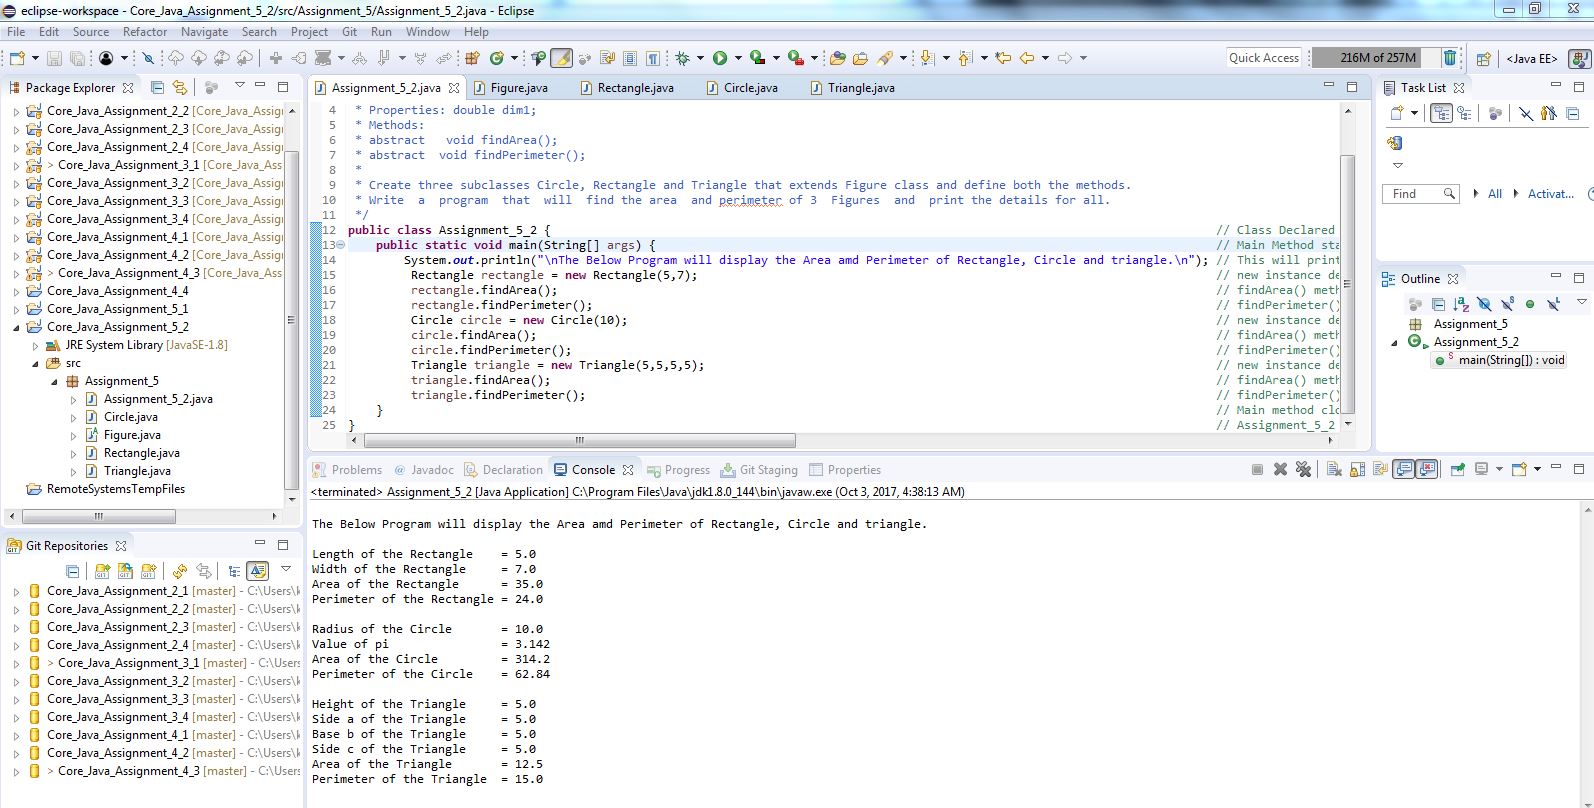 eclipse-workspace - Core_Java_Assignment_5_2/src/Assignment_5/Assignment_5_2.java - Eclipse
File Edit Source Refactor Navigate Search Project Git Run Window Help
Quick Access 216M of 257M <Java EE>
Package Explorer
Core_Java_Assignment_2_2 [Core_Java_Assig
Core_Java_Assignment_2_3 [Core_Java_Assig
Core_Java_Assignment_2_4 [Core_Java_Assig
> Core_Java_Assignment_3_1 [Core_Java_Ass
Core_Java_Assignment_3_2 [Core_Java_Assig
Core_Java_Assignment_3_3 [Core_Java_Assig
Core_Java_Assignment_3_4 [Core_Java_Assig
Core_Java_Assignment_4_1 [Core_Java_Assig
Core_Java_Assignment_4_2 [Core_Java_Assig
> Core_Java_Assignment_4_3 [Core_Java_Ass
Core_Java_Assignment_4_4
Core_Java_Assignment_5_1
Core_Java_Assignment_5_2
JRE System Library [JavaSE-1.8]
src
Assignment_5
Assignment_5_2.java
Circle.java
Figure.java
Rectangle.java
Triangle.java
RemoteSystemsTempFiles
Git Repositories
Core_Java_Assignment_2_1 [master] - C:\Users\k
Core_Java_Assignment_2_2 [master] - C:\Users\k
Core_Java_Assignment_2_3 [master] - C:\Users\k
Core_Java_Assignment_2_4 [master] - C:\Users\k
> Core_Java_Assignment_3_1 [master] - C:\Users
Core_Java_Assignment_3_2 [master] - C:\Users\k
Core_Java_Assignment_3_3 [master] - C:\Users\k
Core_Java_Assignment_3_4 [master] - C:\Users\k
Core_Java_Assignment_4_1 [master] - C:\Users\k
Core_Java_Assignment_4_2 [master] - C:\Users\k
> Core_Java_Assignment_4_3 [master] - C:\Users
Assignment_5_2.java Figure.java Rectangle.java Circle.java Triangle.java
4 * Properties: double dim1;
5 * Methods:
6 * abstract   void findArea();
7 * abstract  void findPerimeter();
8 *
9 * Create three subclasses Circle, Rectangle and Triangle that extends Figure class and define both the methods.
10 * Write  a  program  that  will  find the area  and perimeter of 3  Figures  and  print the details for all.
11 */
12 public class Assignment_5_2 { // Class Declared
13 public static void main(String[] args) { // Main Method sta
14 System.out.println("\nThe Below Program will display the Area amd Perimeter of Rectangle, Circle and triangle.\n"); // This will print
15 Rectangle rectangle = new Rectangle(5,7); // new instance de
16 rectangle.findArea(); // findArea() meth
17 rectangle.findPerimeter(); // findPerimeter()
18 Circle circle = new Circle(10); // new instance de
19 circle.findArea(); // findArea() meth
20 circle.findPerimeter(); // findPerimeter()
21 Triangle triangle = new Triangle(5,5,5,5); // new instance de
22 triangle.findArea(); // findArea() meth
23 triangle.findPerimeter(); // findPerimeter()
24 } // Main method clo
25 } // Assignment_5_2
Task List
Find All Activat...
Outline
Assignment_5
Assignment_5_2
main(String[]) : void
Problems @ Javadoc Declaration Console Progress Git Staging Properties
<terminated> Assignment_5_2 [Java Application] C:\Program Files\Java\jdk1.8.0_144\bin\javaw.exe (Oct 3, 2017, 4:38:13 AM)
The Below Program will display the Area amd Perimeter of Rectangle, Circle and triangle.
Length of the Rectangle    = 5.0
Width of the Rectangle     = 7.0
Area of the Rectangle      = 35.0
Perimeter of the Rectangle = 24.0
Radius of the Circle       = 10.0
Value of pi                = 3.142
Area of the Circle         = 314.2
Perimeter of the Circle    = 62.84
Height of the Triangle     = 5.0
Side a of the Triangle     = 5.0
Base b of the Triangle     = 5.0
Side c of the Triangle     = 5.0
Area of the Triangle       = 12.5
Perimeter of the Triangle  = 15.0